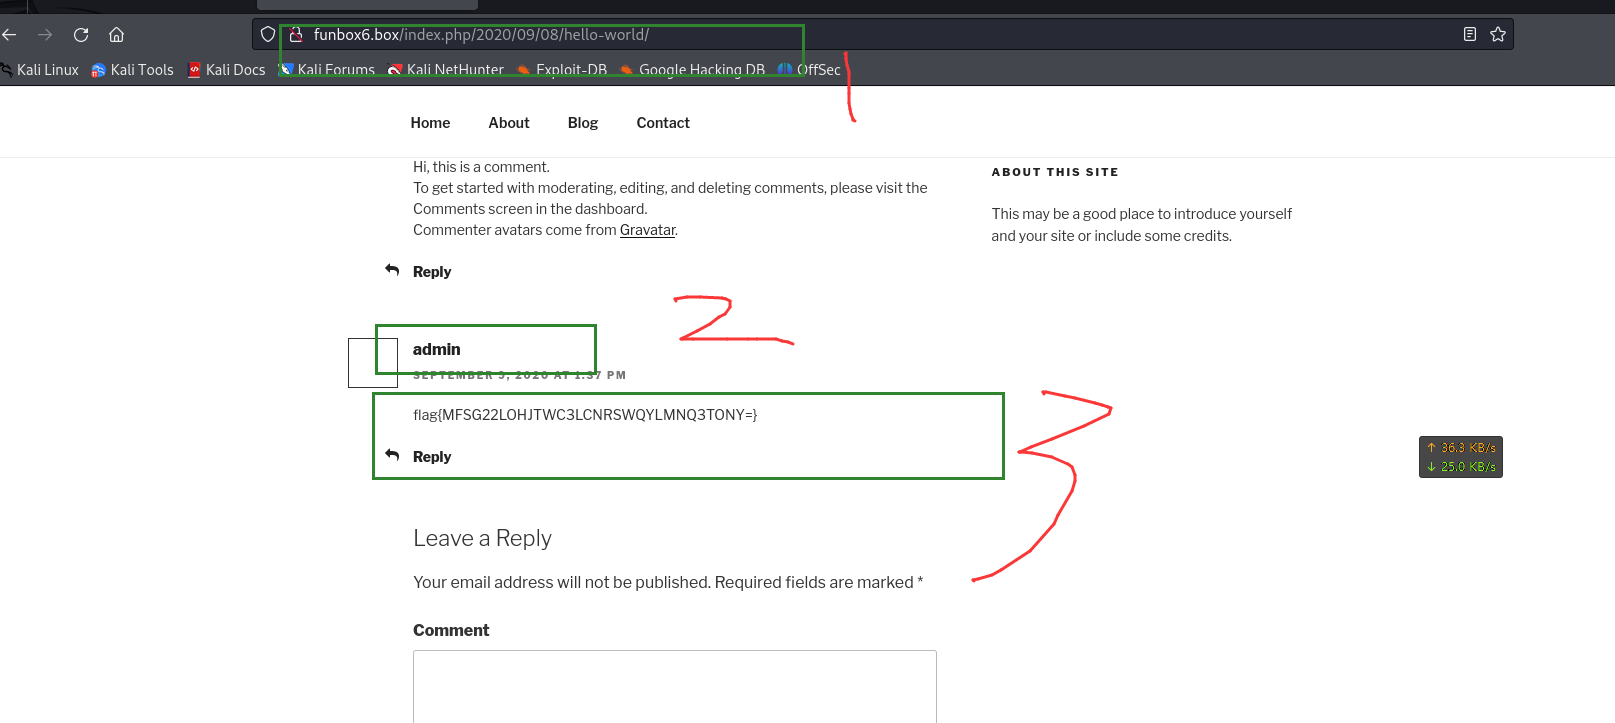 funbox6.box/index.php/2020/09/08/hello-world/
1
Kali Linux Kali Tools Kali Docs Kali Forums Kali NetHunter Exploit-DB Google Hacking DB OffSec
Home About Blog Contact
Hi, this is a comment.
To get started with moderating, editing, and deleting comments, please visit the
Comments screen in the dashboard.
Commenter avatars come from Gravatar.
Reply
ABOUT THIS SITE
This may be a good place to introduce yourself
and your site or include some credits.
2
admin
SEPTEMBER 9, 2020 AT 1:37 PM
flag{MFSG22LOHJTWC3LCNRSWQYLMNQ3TONY=}
3
Reply
↑ 36.3 KB/s
↓ 25.0 KB/s
Leave a Reply
Your email address will not be published. Required fields are marked *
Comment